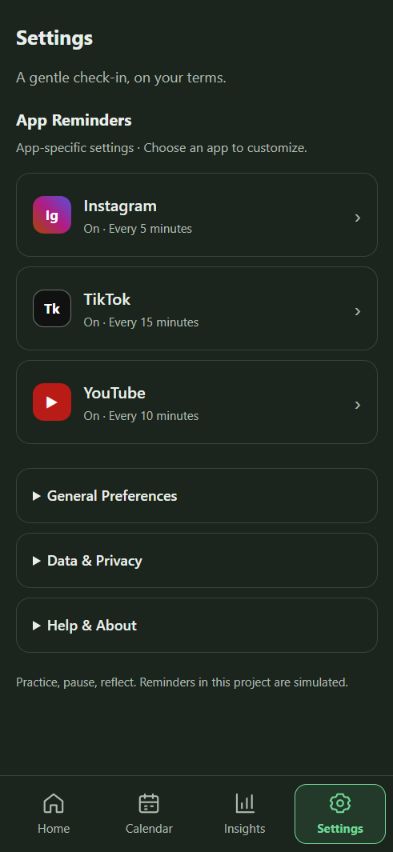 Settings
A gentle check-in, on your terms.
App Reminders
App-specific settings · Choose an app to customize.
Ig
Instagram
On · Every 5 minutes
Tk
TikTok
On · Every 15 minutes
YouTube
On · Every 10 minutes
General Preferences
Data & Privacy
Help & About
Practice, pause, reflect. Reminders in this project are simulated.
Home Calendar Insights Settings